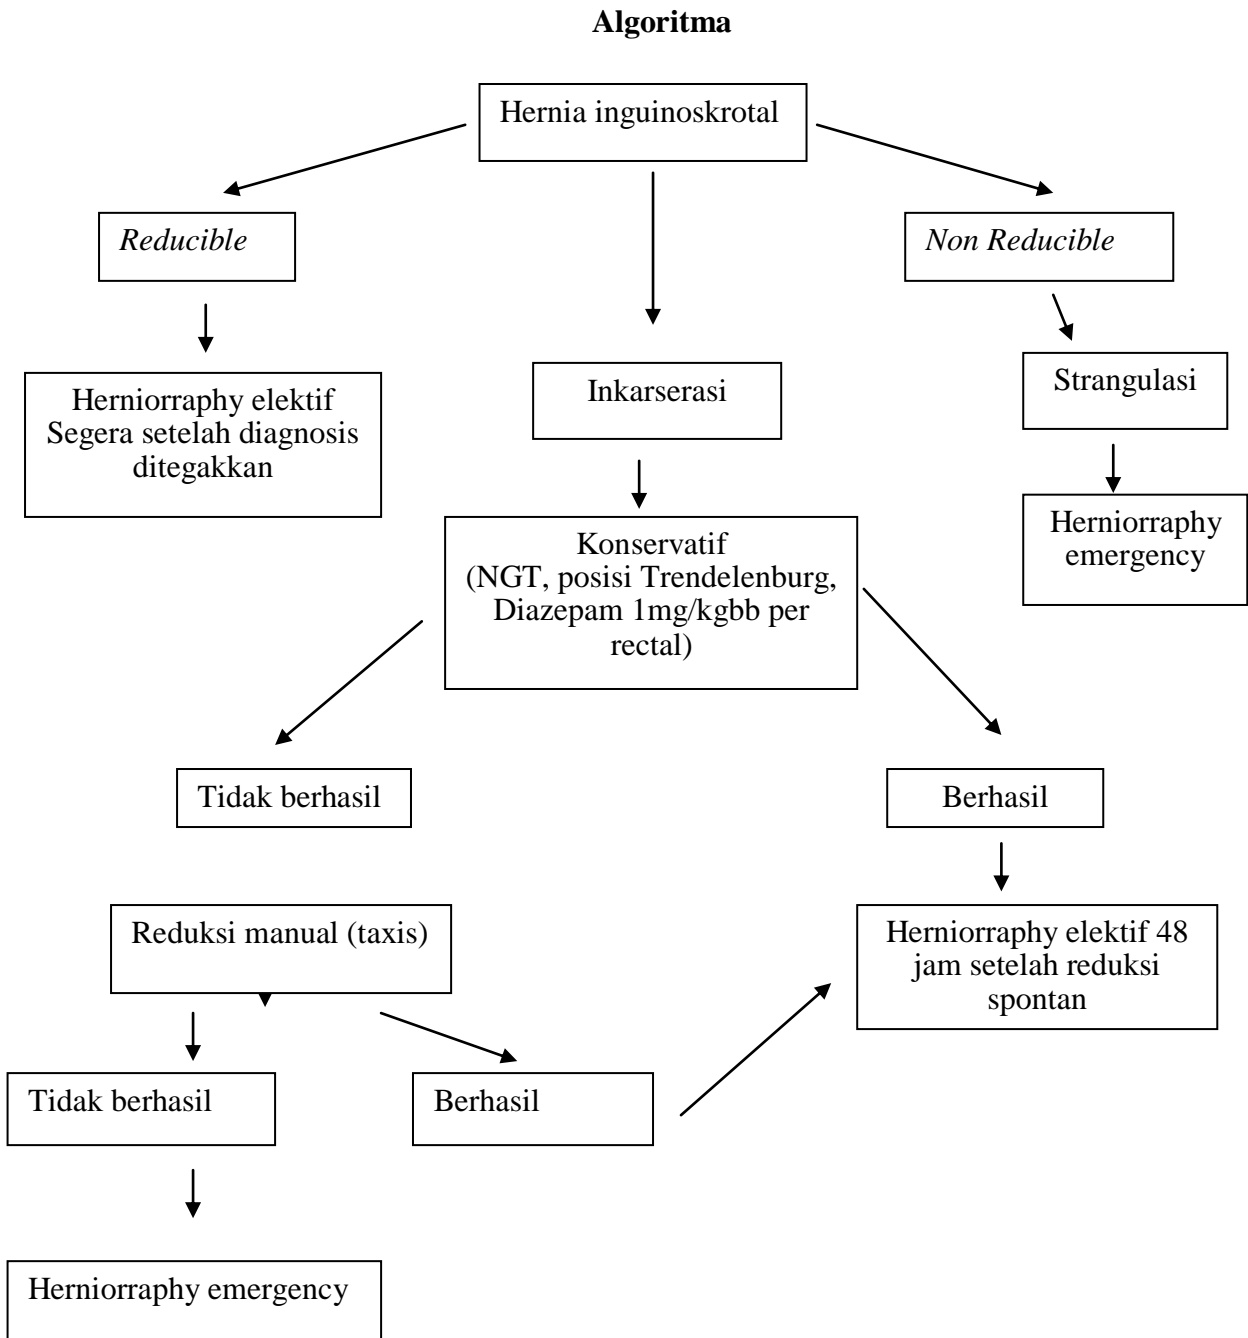 Algoritma
Hernia inguinoskrotal
Reducible
Non Reducible
Inkarserasi
Strangulasi
Herniorraphy elektif
Segera setelah diagnosis
ditegakkan
Herniorraphy
emergency
Konservatif
(NGT, posisi Trendelenburg,
Diazepam 1mg/kgbb per
rectal)
Tidak berhasil
Berhasil
Reduksi manual (taxis)
Herniorraphy elektif 48
jam setelah reduksi
spontan
Tidak berhasil
Berhasil
Herniorraphy emergency